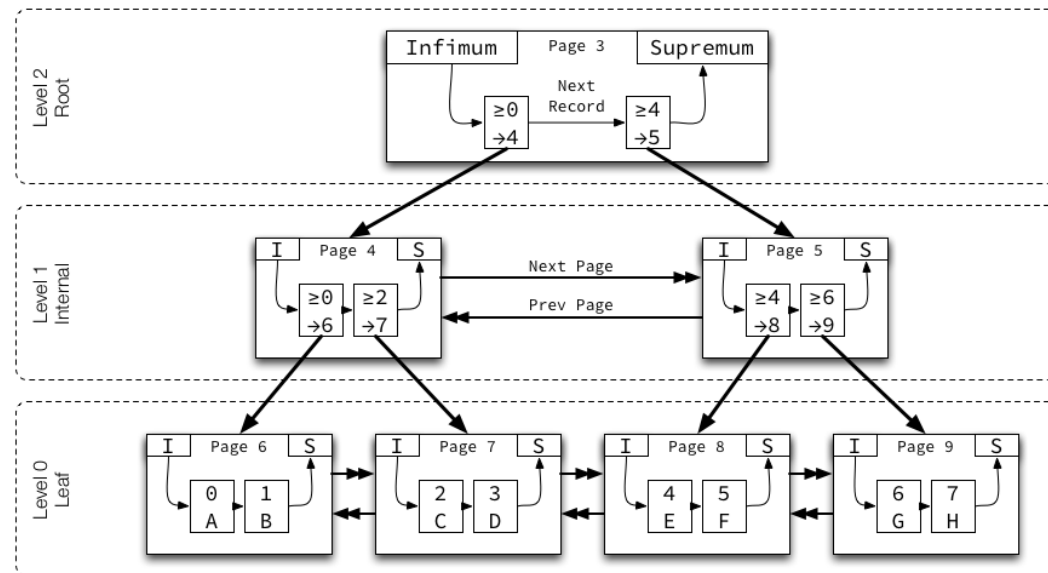 Level 2
Root
Infimum
Page 3
Supremum
Next
Record
≥0
→4
≥4
→5
Level 1
Internal
I
Page 4
S
≥0
→6
≥2
→7
Next Page
Prev Page
I
Page 5
S
≥4
→8
≥6
→9
Level 0
Leaf
I
Page 6
S
0
A
1
B
I
Page 7
S
2
C
3
D
I
Page 8
S
4
E
5
F
I
Page 9
S
6
G
7
H